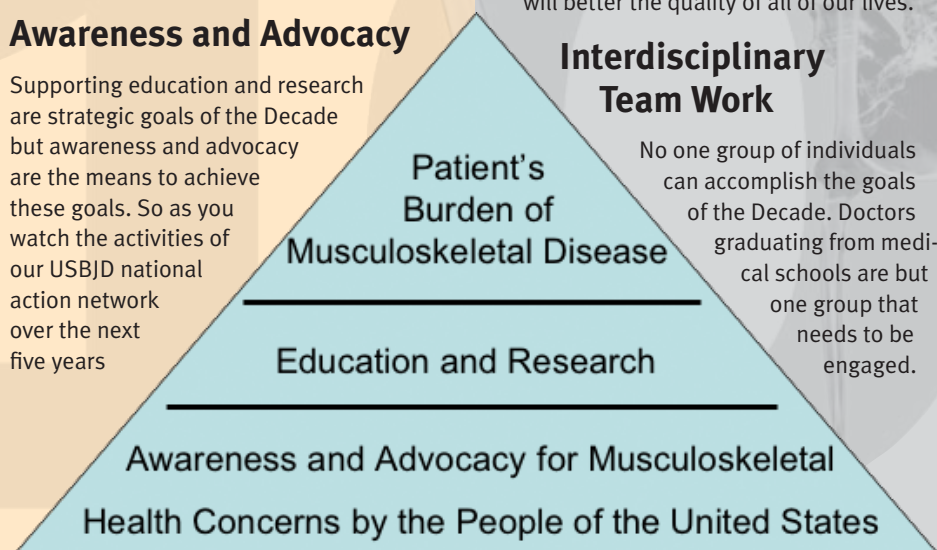 will better the quality of all of our lives.
Awareness and Advocacy
Supporting education and research
are strategic goals of the Decade
but awareness and advocacy
are the means to achieve
these goals. So as you
watch the activities of
our USBJD national
action network
over the next
five years
Interdisciplinary
Team Work
No one group of individuals
can accomplish the goals
of the Decade. Doctors
graduating from medi-
cal schools are but
one group that
needs to be
engaged.
Patient's
Burden of
Musculoskeletal Disease
Education and Research
Awareness and Advocacy for Musculoskeletal
Health Concerns by the People of the United States